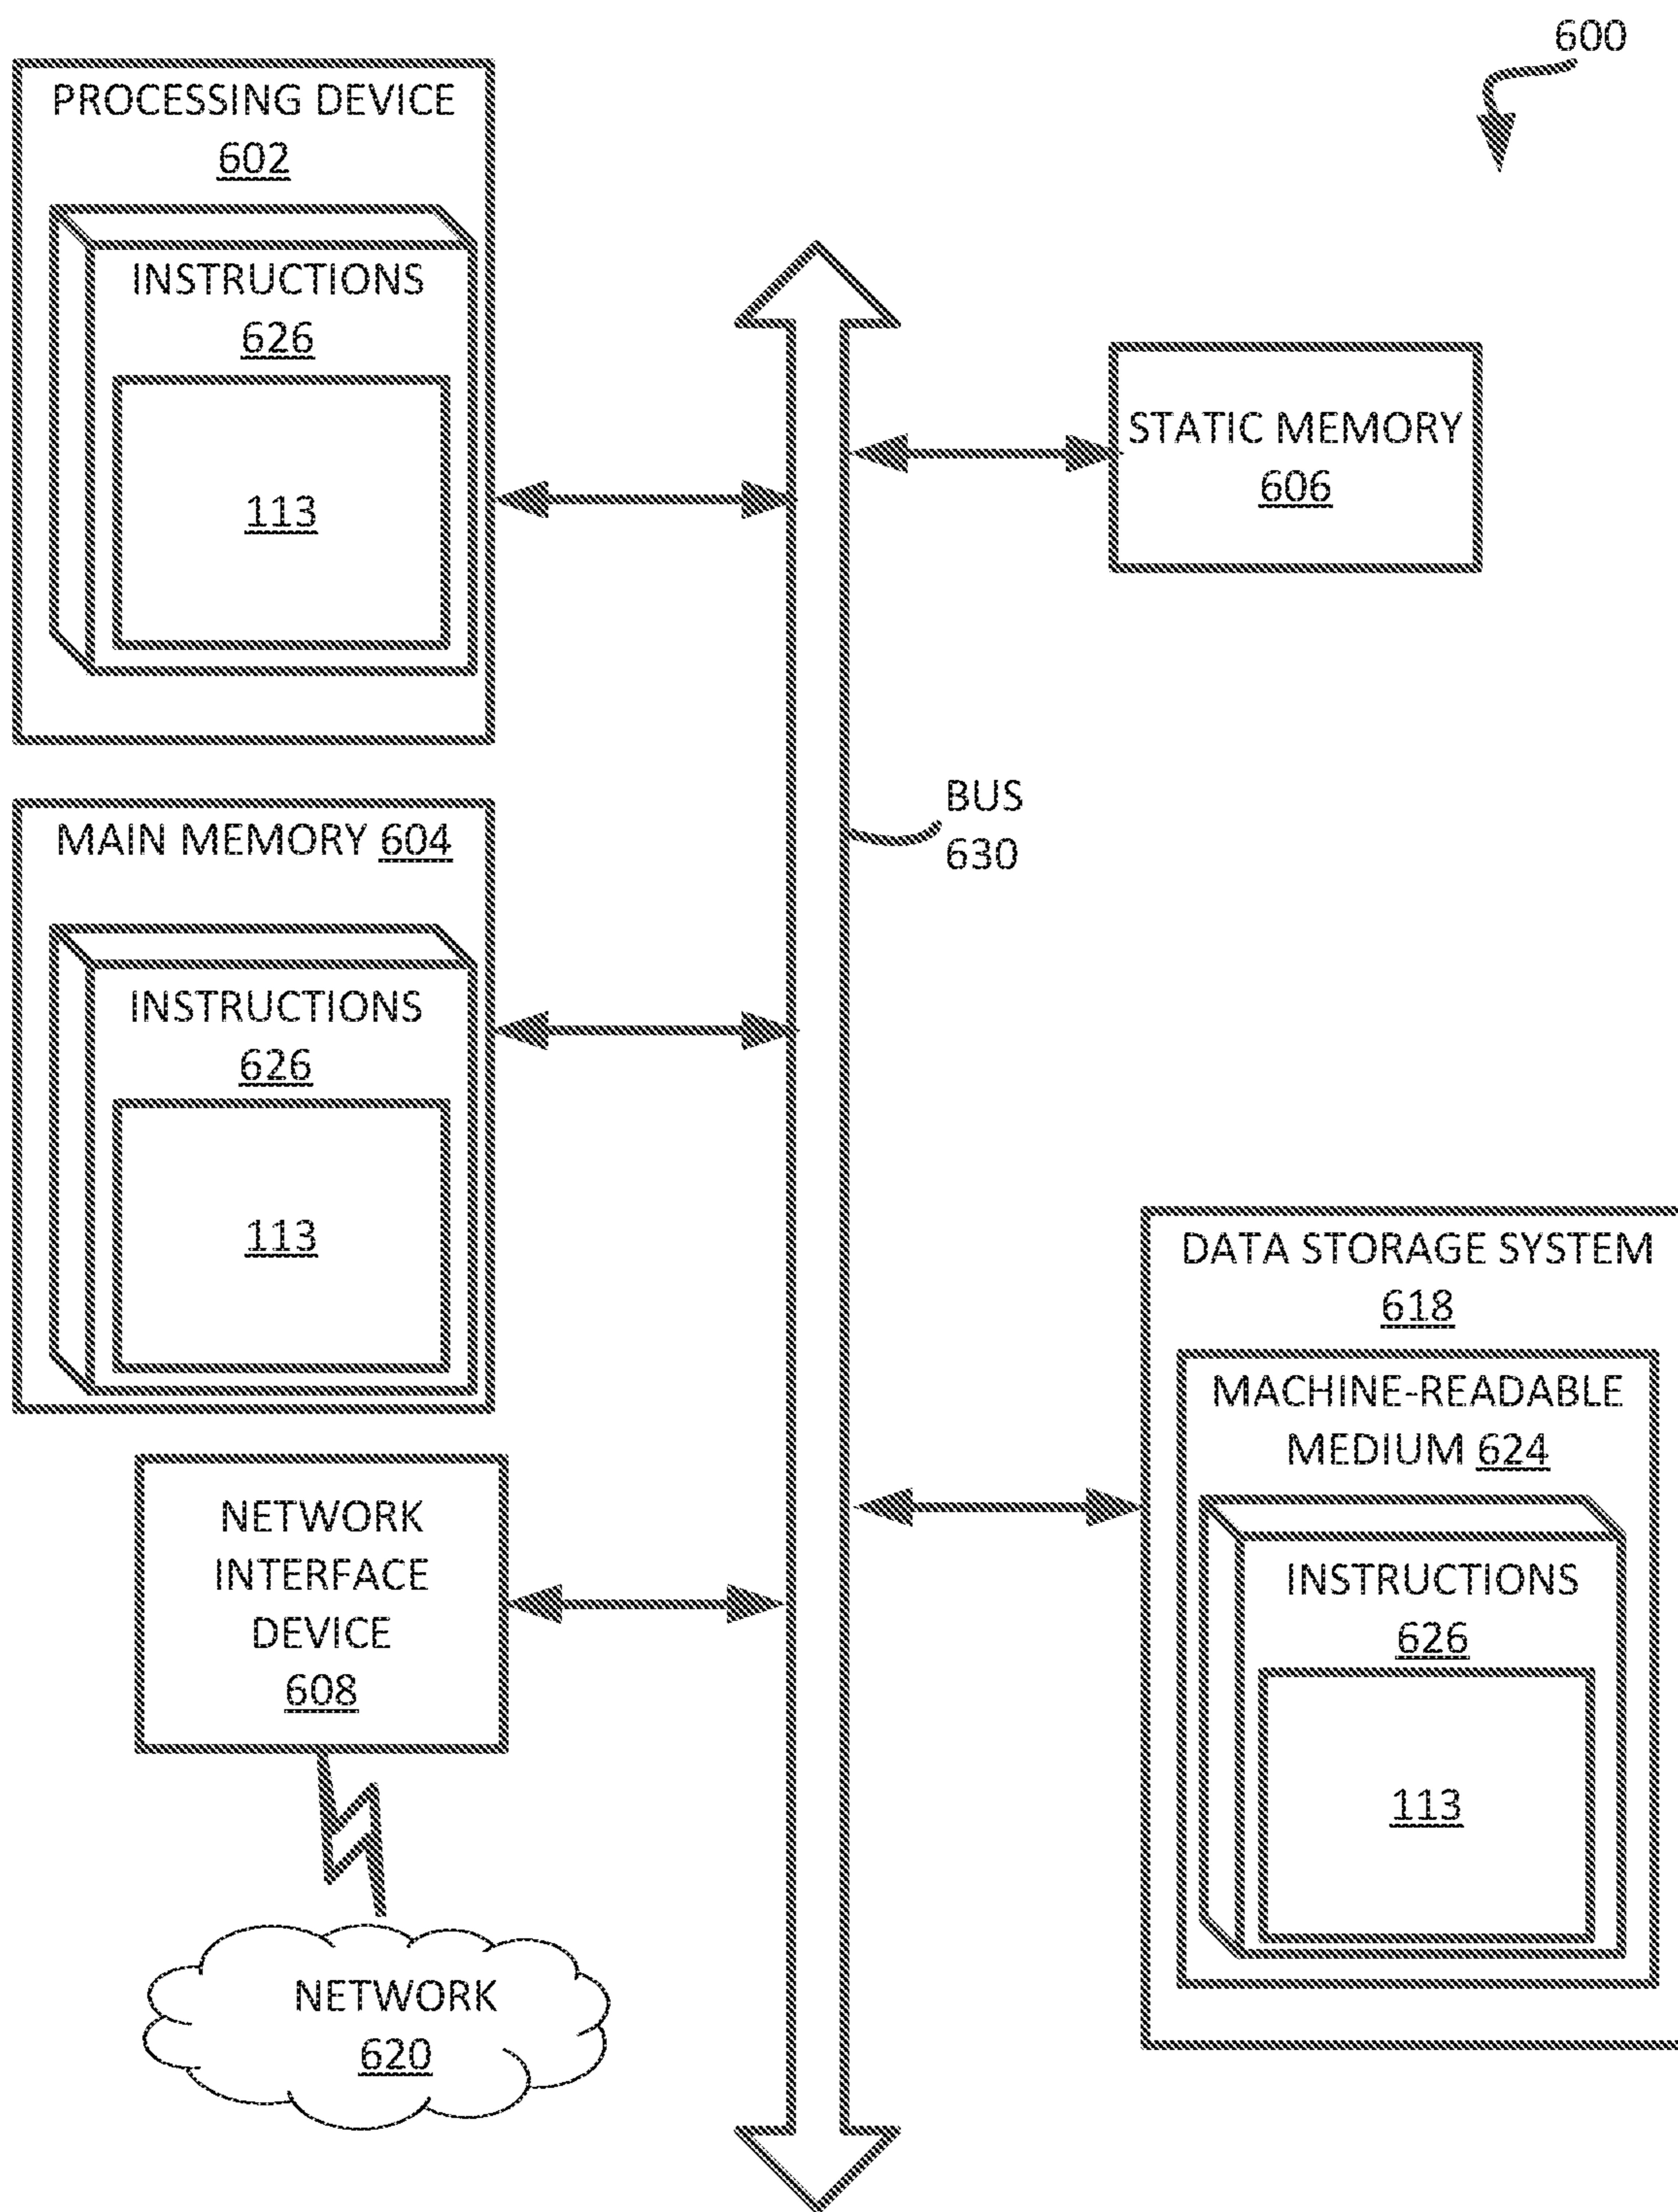 600
PROCESSING DEVICE
602
INSTRUCTIONS
626
113
STATIC MEMORY
606
BUS
630
MAIN MEMORY 604
INSTRUCTIONS
626
113
DATA STORAGE SYSTEM
618
MACHINE-READABLE
MEDIUM 624
INSTRUCTIONS
626
113
NETWORK
INTERFACE
DEVICE
608
NETWORK
620